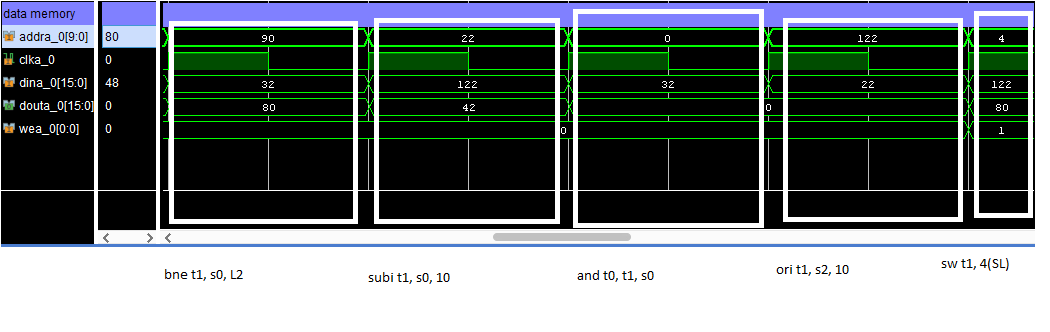 data memory
addra_0[9:0] 80 90 22 0 122 4
clka_0 0
dina_0[15:0] 48 32 122 32 22 122
douta_0[15:0] 0 80 42 0 80
wea_0[0:0] 0 0 1
bne t1, s0, L2 subi t1, s0, 10 and t0, t1, s0 ori t1, s2, 10 sw t1, 4(SL)